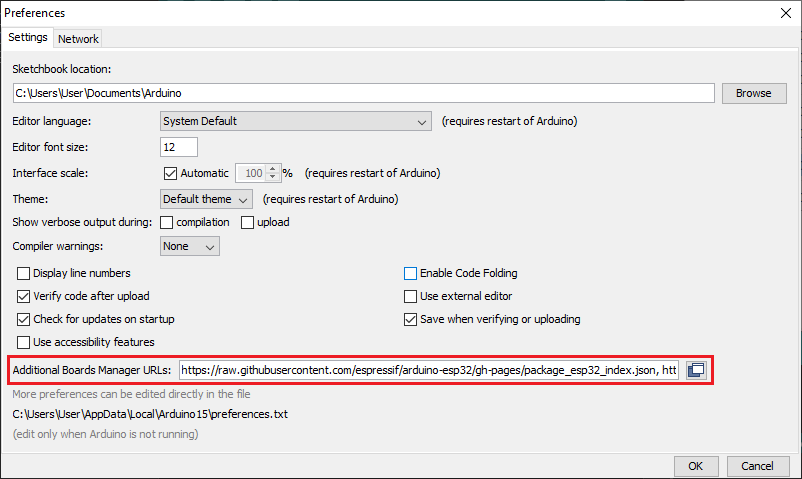 Preferences
Settings Network
Sketchbook location:
C:\Users\User\Documents\Arduino Browse
Editor language: System Default (requires restart of Arduino)
Editor font size: 12
Interface scale: Automatic 100 % (requires restart of Arduino)
Theme: Default theme (requires restart of Arduino)
Show verbose output during: compilation upload
Compiler warnings: None
Display line numbers Enable Code Folding
Verify code after upload Use external editor
Check for updates on startup Save when verifying or uploading
Use accessibility features
Additional Boards Manager URLs: https://raw.githubusercontent.com/espressif/arduino-esp32/gh-pages/package_esp32_index.json, htt
More preferences can be edited directly in the file
C:\Users\User\AppData\Local\Arduino15\preferences.txt
(edit only when Arduino is not running)
OK Cancel